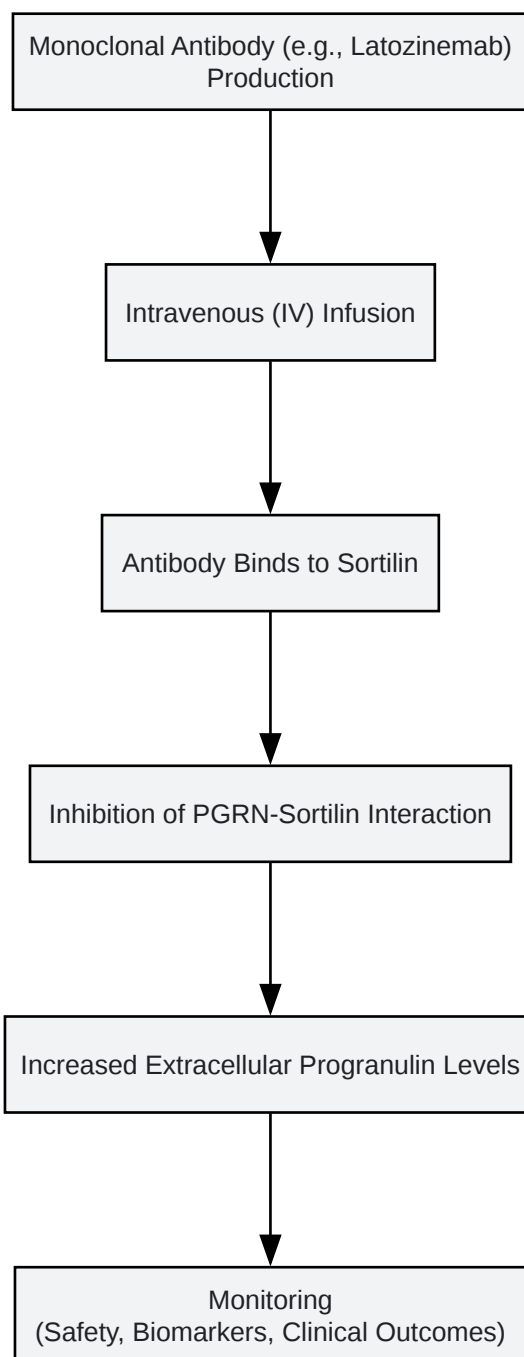 Monoclonal Antibody (e.g., Latozinemab)
Production
Intravenous (IV) Infusion
Antibody Binds to Sortilin
Inhibition of PGRN-Sortilin Interaction
Increased Extracellular Progranulin Levels
Monitoring
(Safety, Biomarkers, Clinical Outcomes)